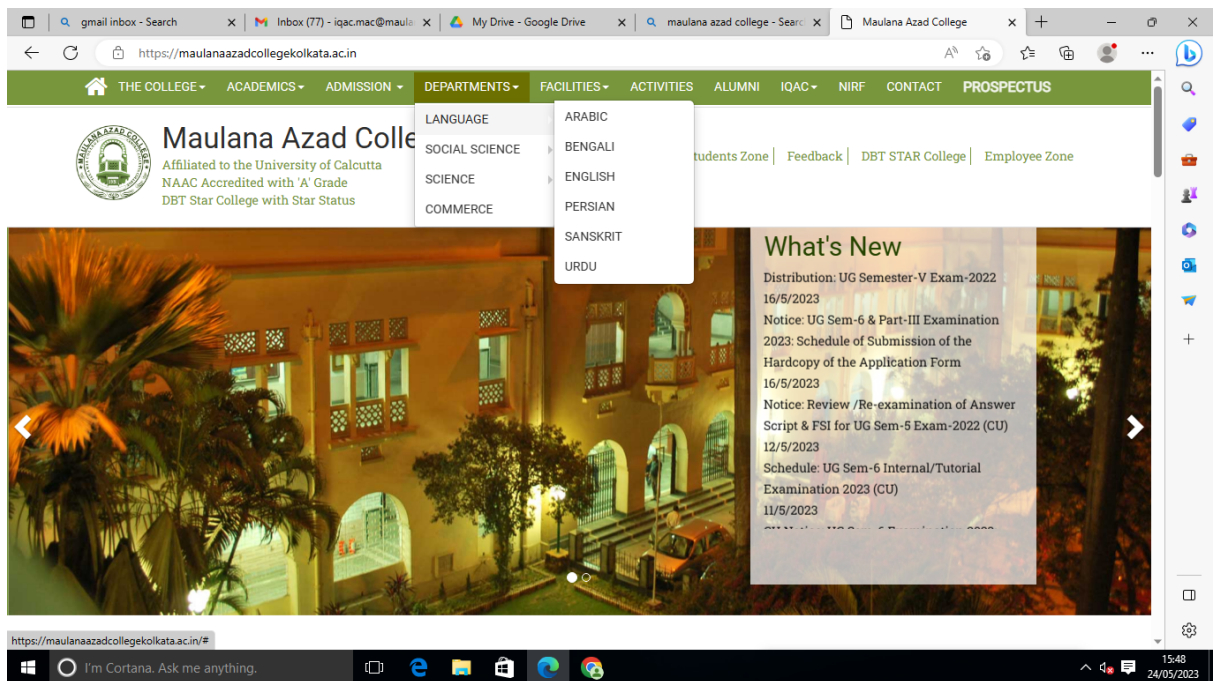 gmail inbox - Search
Inbox (77) - iqac.mac@maula
My Drive - Google Drive
maulana azad college - Searc
Maulana Azad College
https://maulanaazadcollegekolkata.ac.in
THE COLLEGE ACADEMICS ADMISSION DEPARTMENTS FACILITIES ACTIVITIES ALUMNI IQAC NIRF CONTACT PROSPECTUS
LANGUAGE
SOCIAL SCIENCE
SCIENCE
COMMERCE
ARABIC
BENGALI
ENGLISH
PERSIAN
SANSKRIT
URDU
MAULANA AZAD COLLEGE
Maulana Azad Colle
Affiliated to the University of Calcutta
NAAC Accredited with 'A' Grade
DBT Star College with Star Status
tudents Zone | Feedback | DBT STAR College | Employee Zone
What's New
Distribution: UG Semester-V Exam-2022
16/5/2023
Notice: UG Sem-6 & Part-III Examination
2023: Schedule of Submission of the
Hardcopy of the Application Form
16/5/2023
Notice: Review /Re-examination of Answer
Script & FSI for UG Sem-5 Exam-2022 (CU)
12/5/2023
Schedule: UG Sem-6 Internal/Tutorial
Examination 2023 (CU)
11/5/2023
https://maulanaazadcollegekolkata.ac.in/#
I'm Cortana. Ask me anything.
15:48
24/05/2023